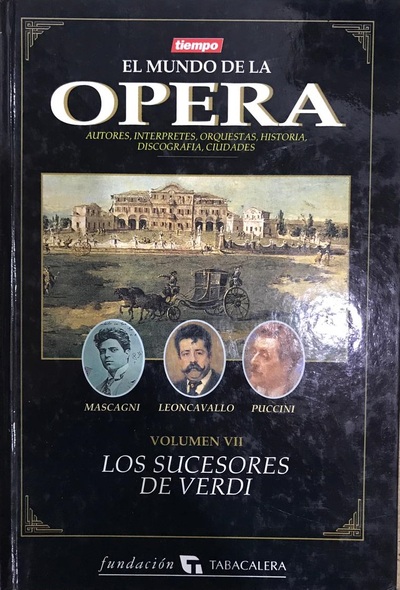 tiempo
EL MUNDO DE LA
OPERA
AUTORES, INTERPRETES, ORQUESTAS, HISTORIA,
DISCOGRAFIA, CIUDADES
MASCAGNI LEONCAVALLO PUCCINI
VOLUMEN VII
LOS SUCESORES
DE VERDI
fundación TABACALERA